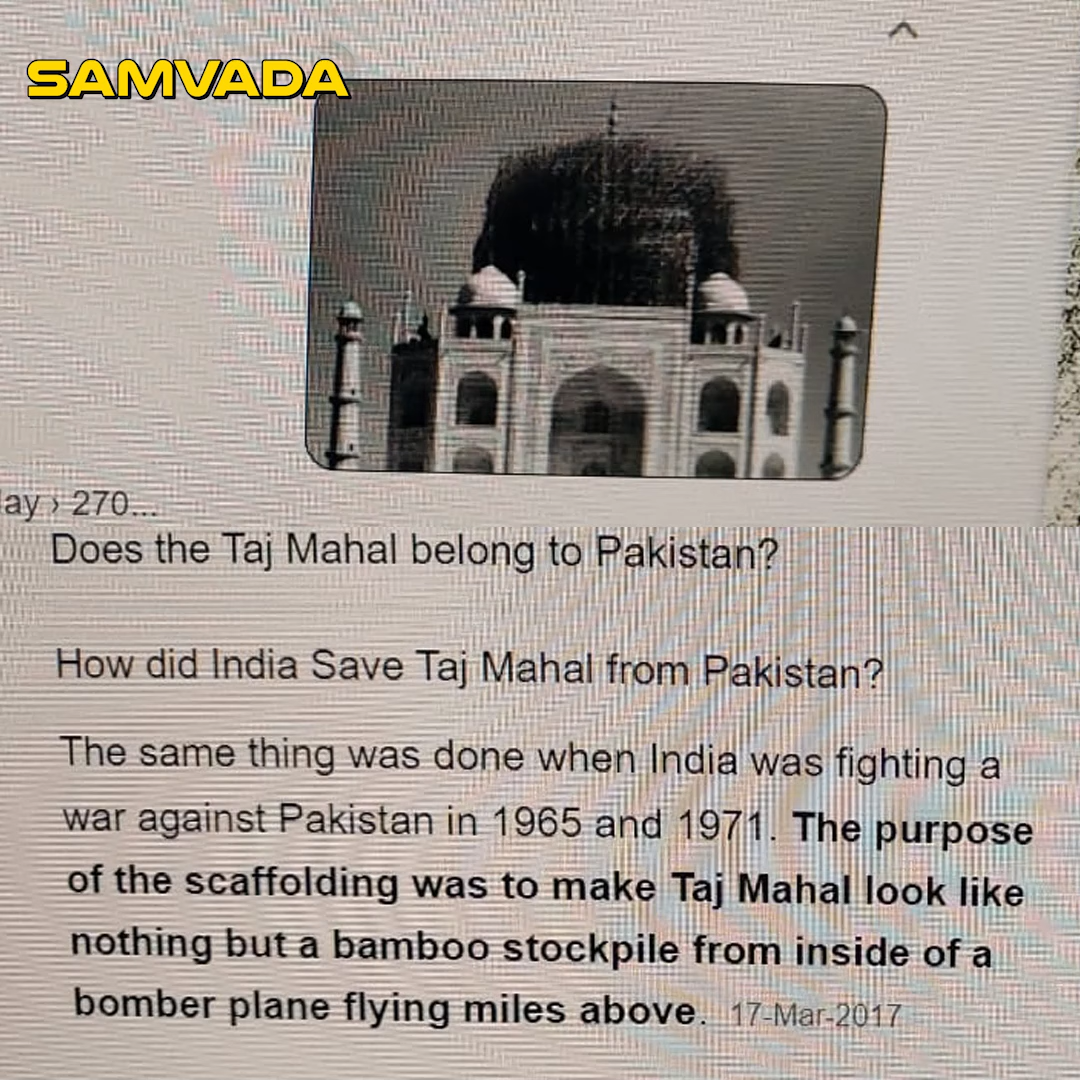 SAMVADA
ay › 270...
Does the Taj Mahal belong to Pakistan?
How did India Save Taj Mahal from Pakistan?
The same thing was done when India was fighting a
war against Pakistan in 1965 and 1971. The purpose
of the scaffolding was to make Taj Mahal look like
nothing but a bamboo stockpile from inside of a
bomber plane flying miles above. 17-Mar-2017